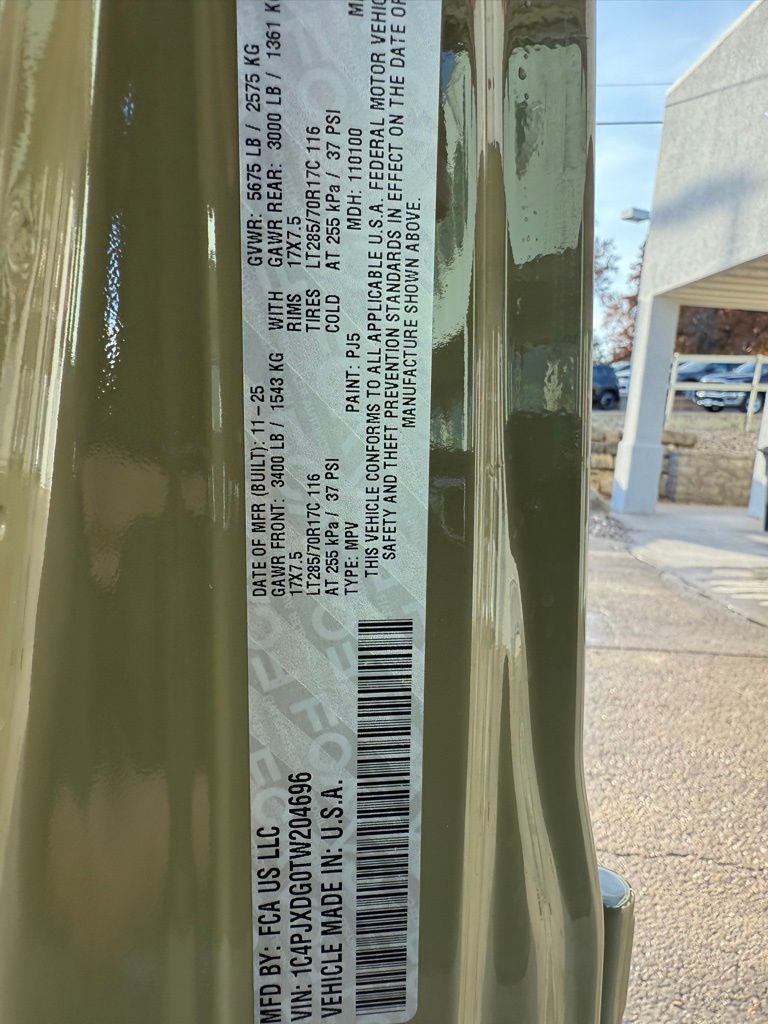 MFD BY: FCA US LLC
VIN: 1C4PJXDG0TW204696
VEHICLE MADE IN: U.S.A.
DATE OF MFR (BUILT): 11-25 GVWR: 5675 LB / 2575 KG
GAWR FRONT: 3400 LB / 1543 KG WITH GAWR REAR: 3000 LB / 1361
17X7.5 RIMS 17X7.5
LT285/70R17C 116 TIRES LT285/70R17C 116
AT 255 kPa / 37 PSI COLD AT 255 kPa / 37 PSI
TYPE: MPV PAINT: PJ5 MDH: 110100
THIS VEHICLE CONFORMS TO ALL APPLICABLE U.S.A. FEDERAL MOTOR
SAFETY AND THEFT PREVENTION STANDARDS IN EFFECT ON THE DATE OF
MANUFACTURE SHOWN ABOVE.